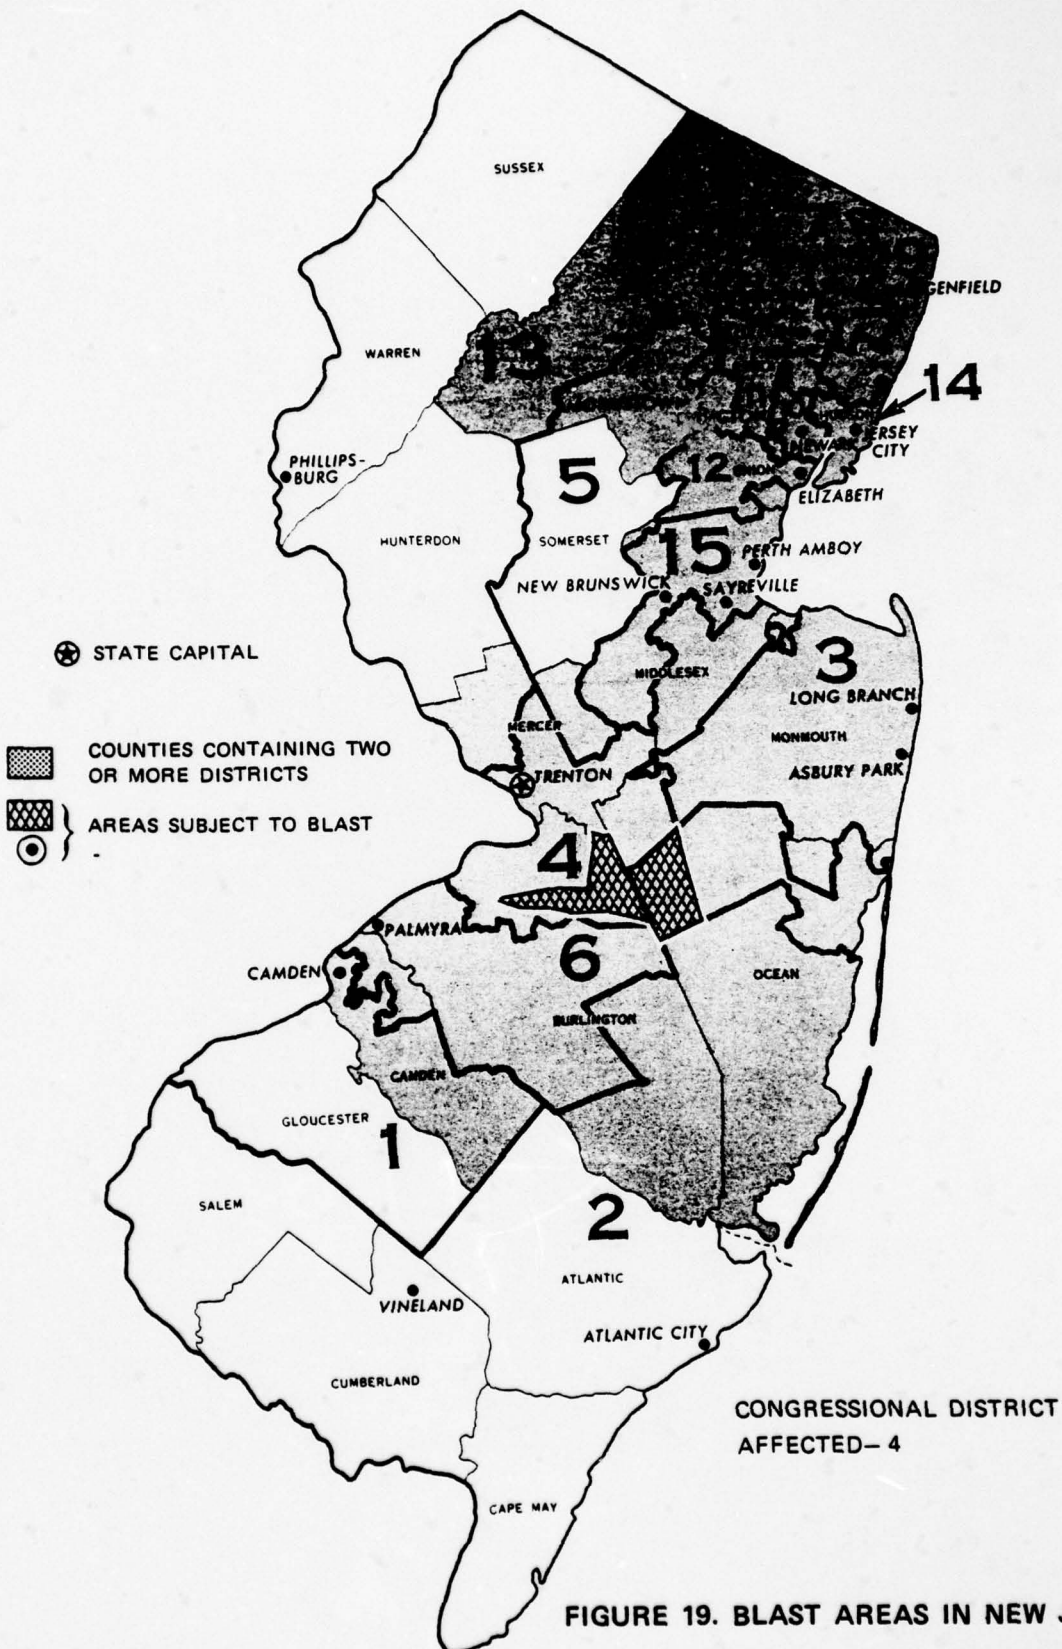 SUSSEX
GENFIELD
13
WARREN
14
NEWARK
ERSEY
CITY
PHILLIPS-
BURG
5
12
UNION
ELIZABETH
HUNTERDON
SOMERSET
15
PERTH AMBOY
NEW BRUNSWICK
SAYREVILLE
STATE CAPITAL
MIDDLESEX
3
LONG BRANCH
MERCER
MONMOUTH
COUNTIES CONTAINING TWO
OR MORE DISTRICTS
TRENTON
ASBURY PARK
AREAS SUBJECT TO BLAST
4
PALMYRA
6
CAMDEN
OCEAN
BURLINGTON
CAMDEN
GLOUCESTER
1
SALEM
2
ATLANTIC
VINELAND
ATLANTIC CITY
CUMBERLAND
CONGRESSIONAL DISTRICT
AFFECTED– 4
CAPE MAY
FIGURE 19. BLAST AREAS IN NEW